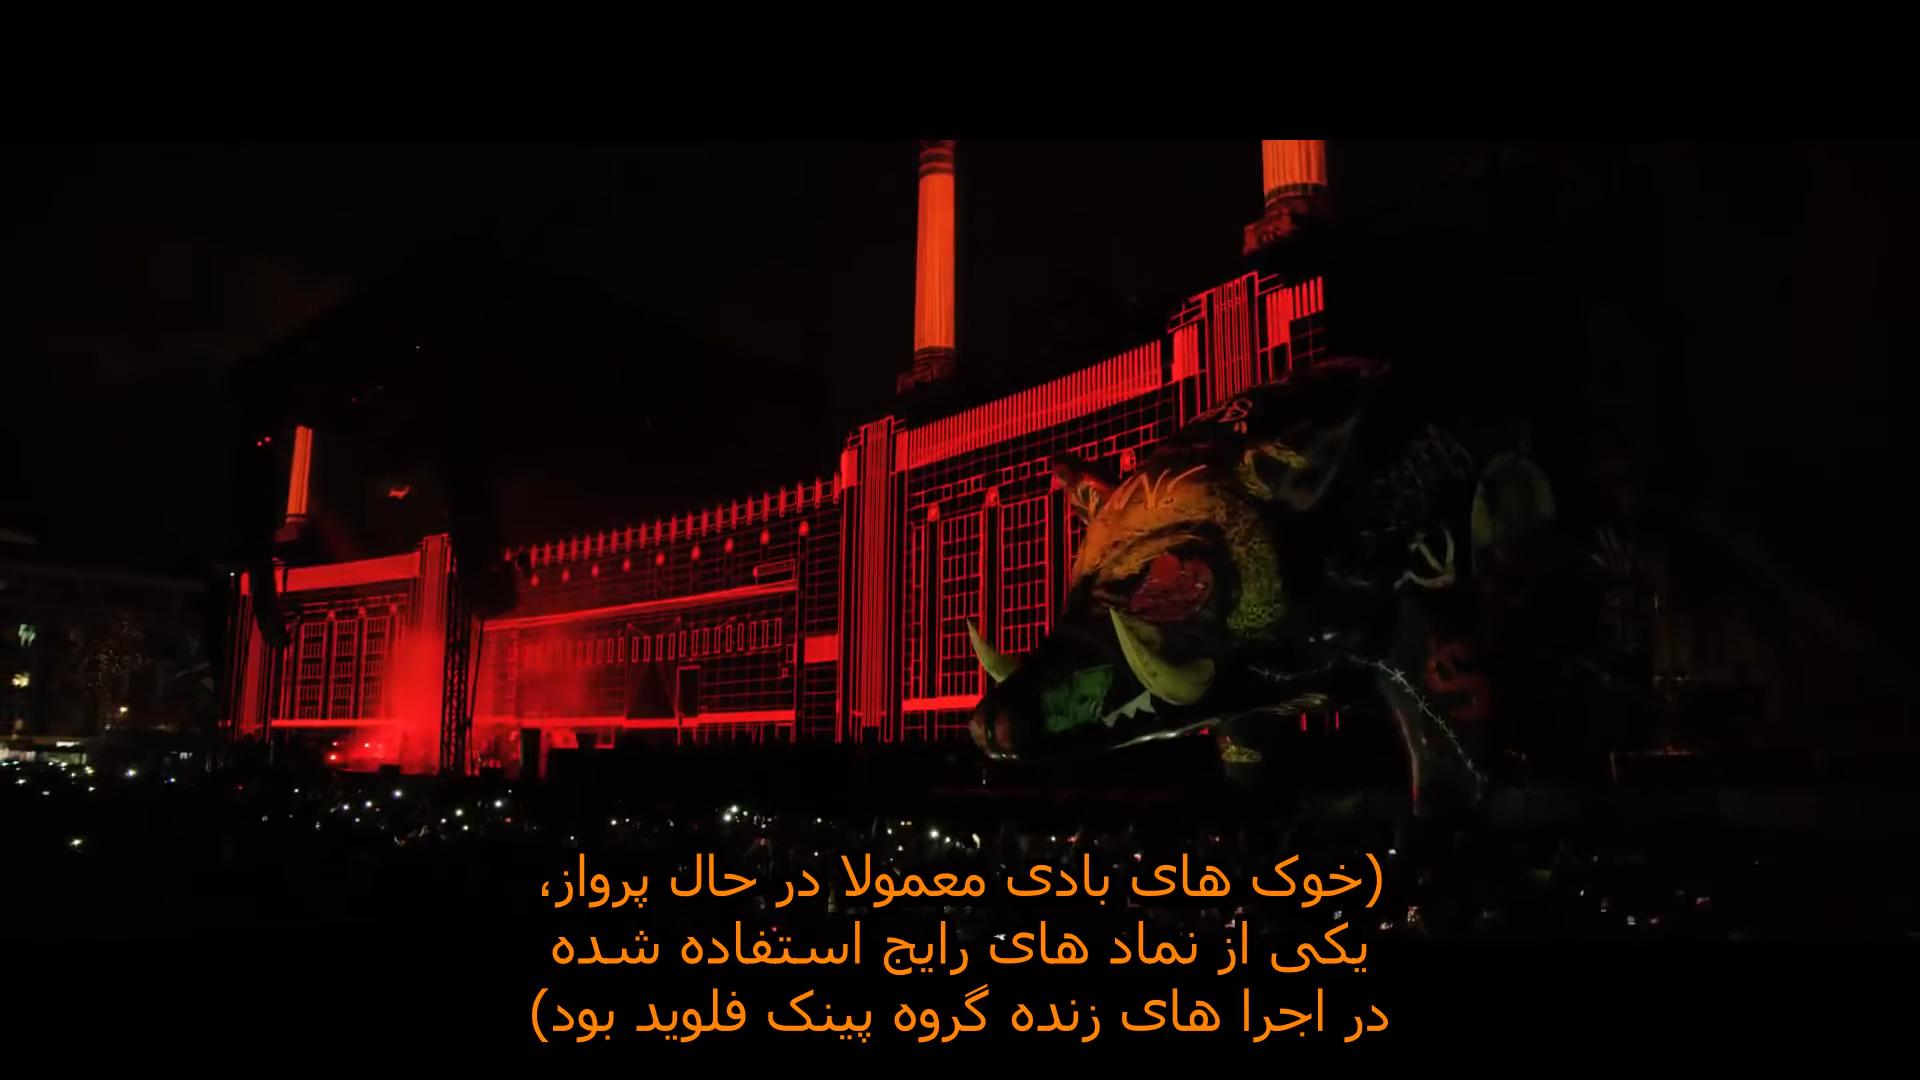 (خوک های بادی معمولا در حال پرواز،
یکی از نماد های رایج استفاده شده
در اجرا های زنده گروه پینک فلوید بود)